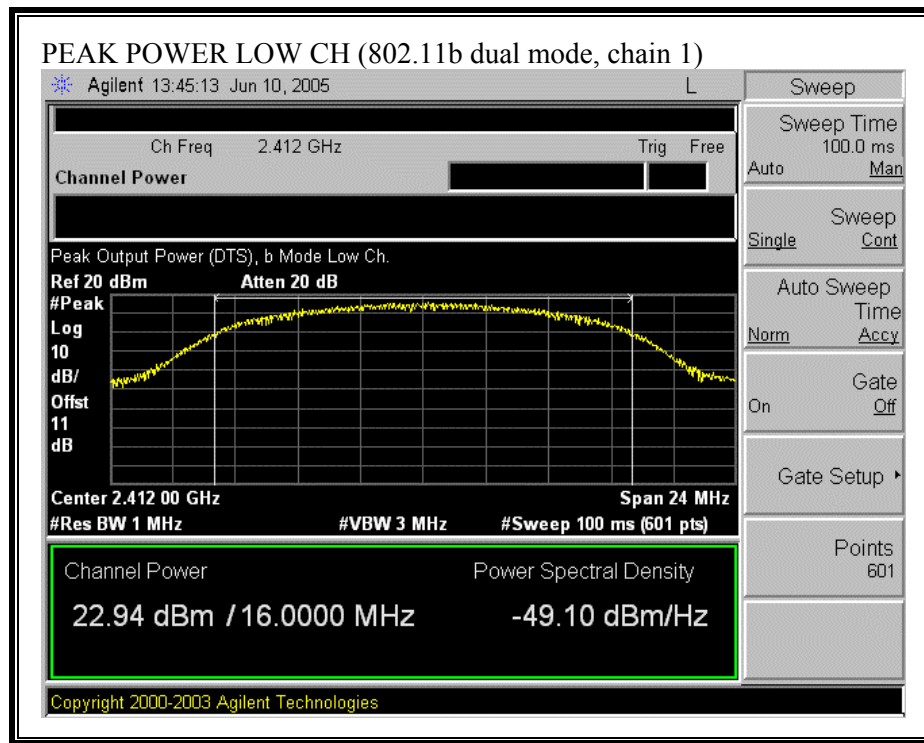 PEAK POWER LOW CH (802.11b dual mode, chain 1)
Agilent 13:45:13 Jun 10, 2005 L
Sweep
Ch Freq 2.412 GHz Trig Free
Channel Power
Sweep Time
100.0 ms
Auto Man
Sweep
Single Cont
Auto Sweep
Time
Norm Accy
Gate
On Off
Gate Setup
Points
601
Peak Output Power (DTS), b Mode Low Ch.
Ref 20 dBm Atten 20 dB
#Peak
Log
10
dB/
Offst
11
dB
Center 2.412 00 GHz Span 24 MHz
#Res BW 1 MHz #VBW 3 MHz #Sweep 100 ms (601 pts)
Channel Power Power Spectral Density
22.94 dBm / 16.0000 MHz -49.10 dBm/Hz
Copyright 2000-2003 Agilent Technologies